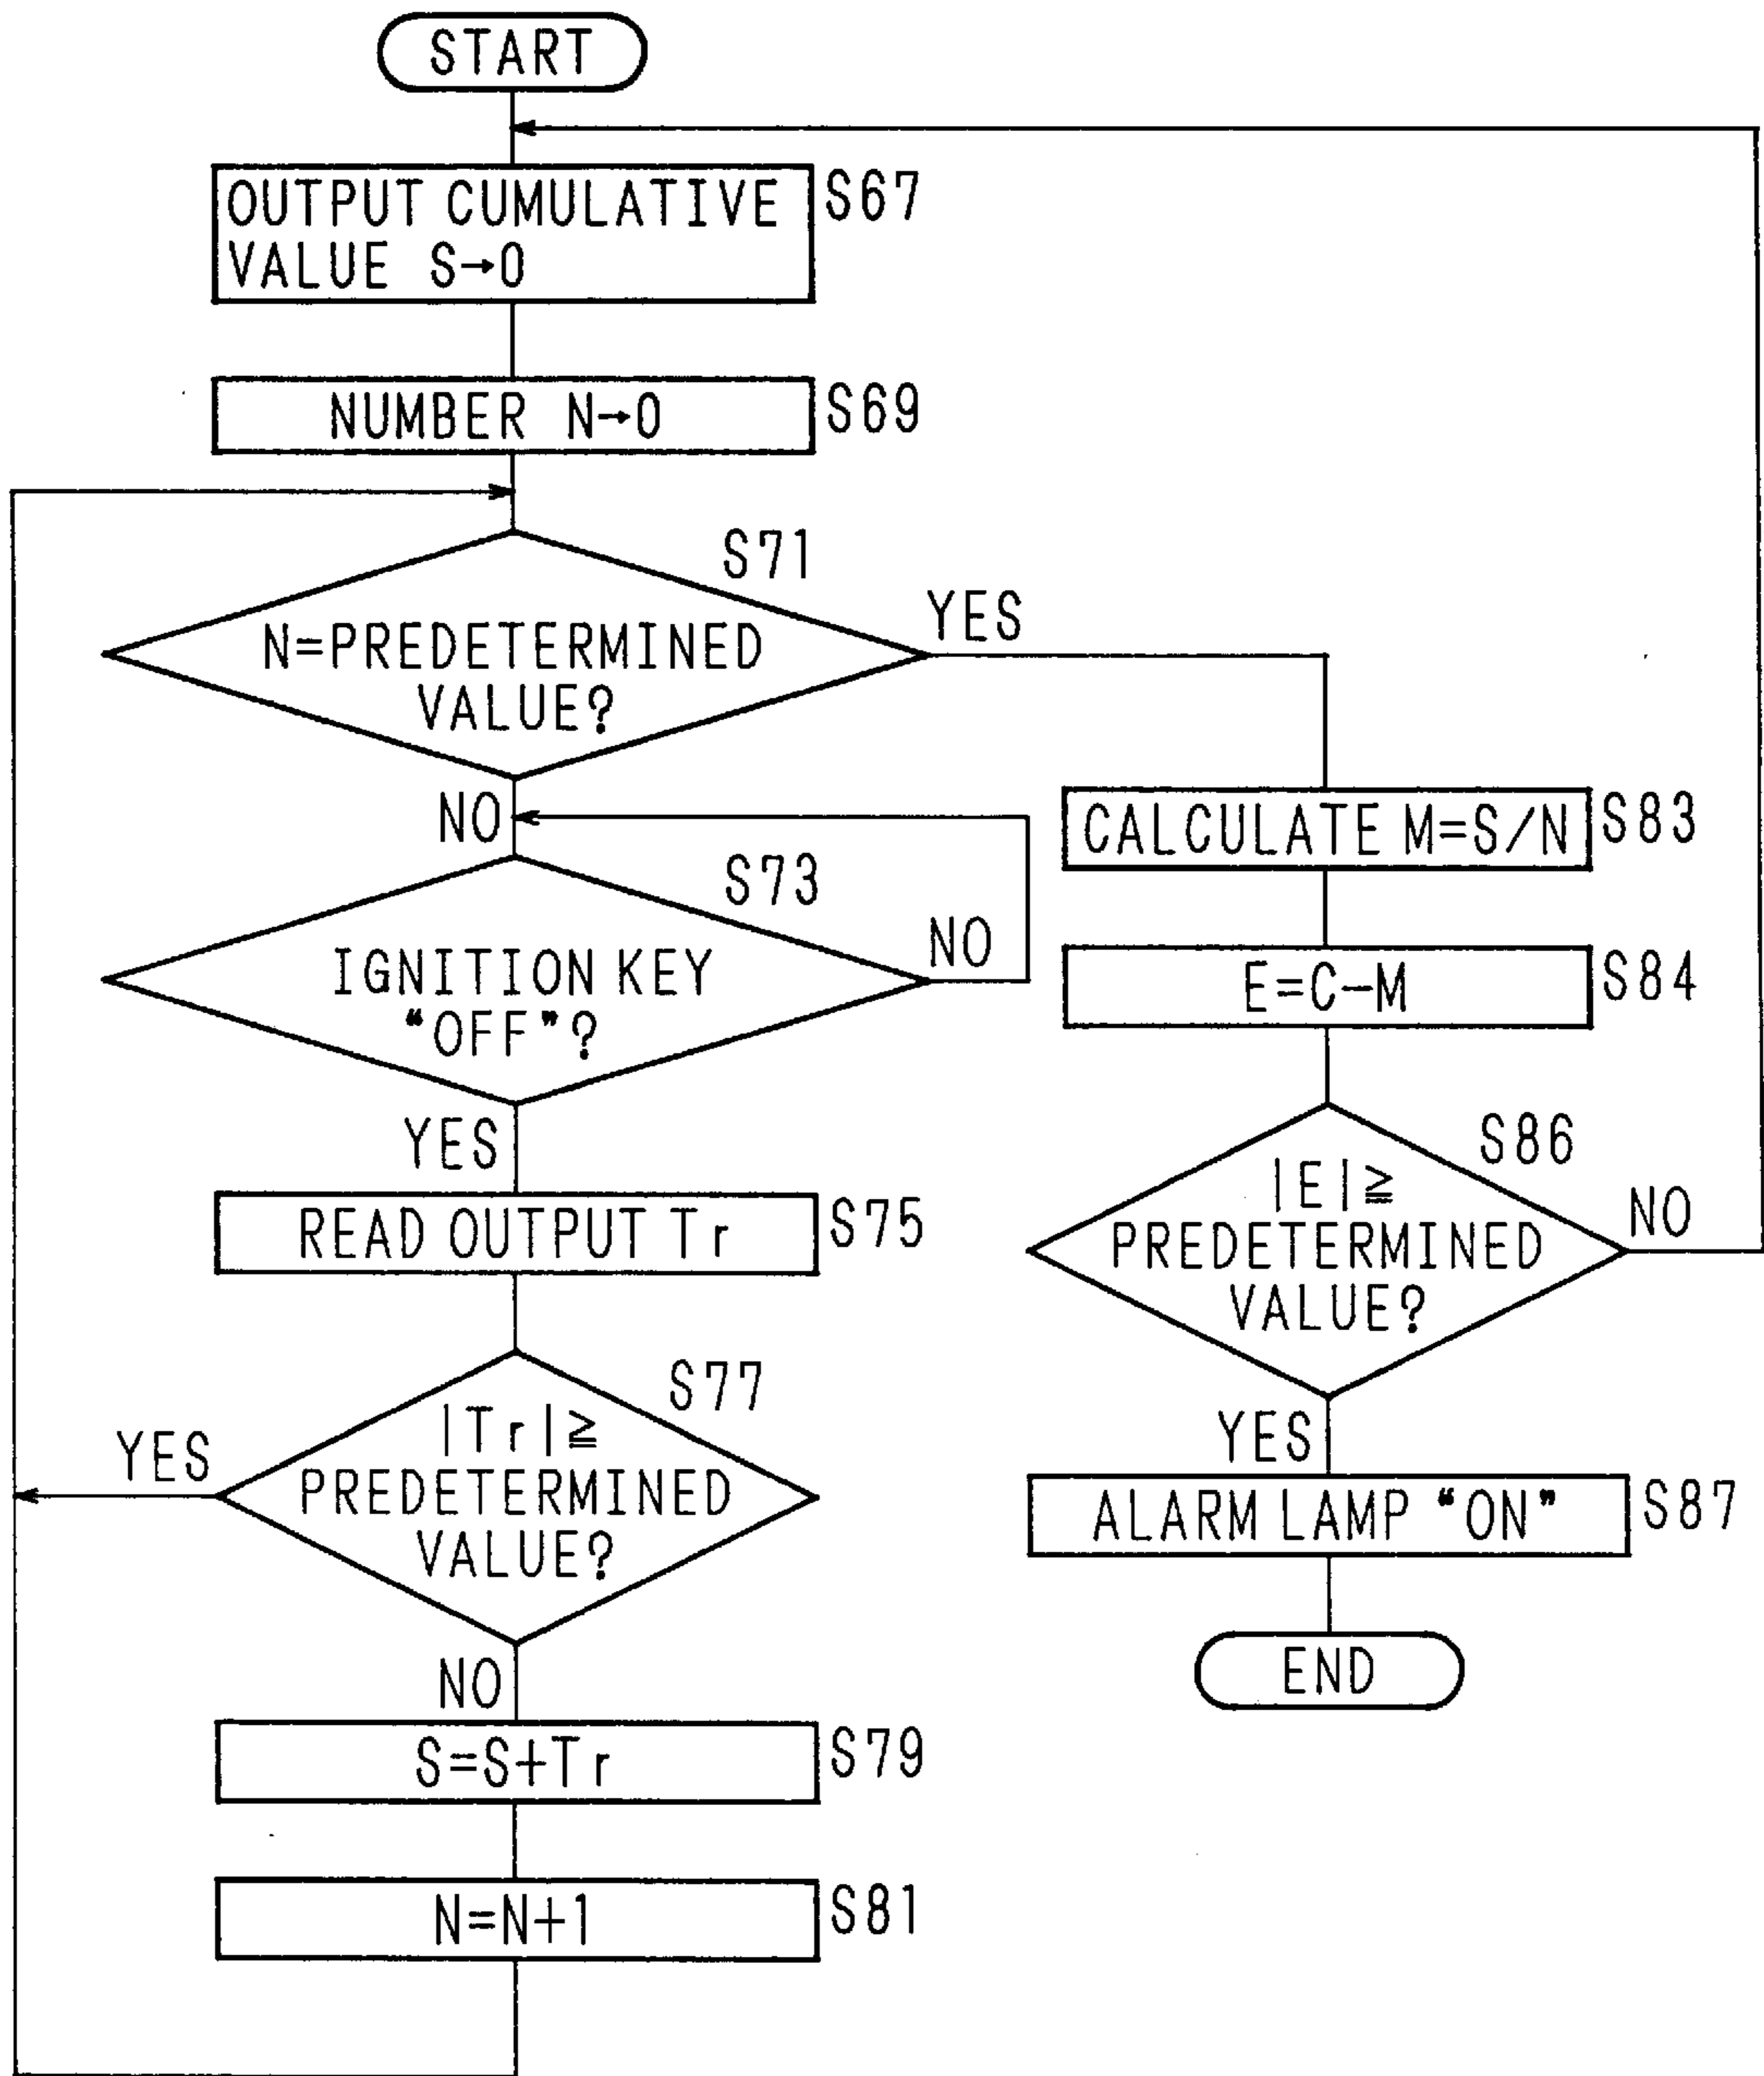 START
OUTPUT CUMULATIVE
VALUE S→0
S67
NUMBER N→0
S69
S71
N=PREDETERMINED
VALUE?
YES
NO
S73
IGNITION KEY
“OFF”?
NO
YES
READ OUTPUT Tr
S75
S77
|Tr|≧
PREDETERMINED
VALUE?
YES
NO
S=S+Tr
S79
N=N+1
S81
CALCULATE M=S/N
S83
E=C−M
S84
S86
|E|≧
PREDETERMINED
VALUE?
NO
YES
ALARM LAMP “ON”
S87
END